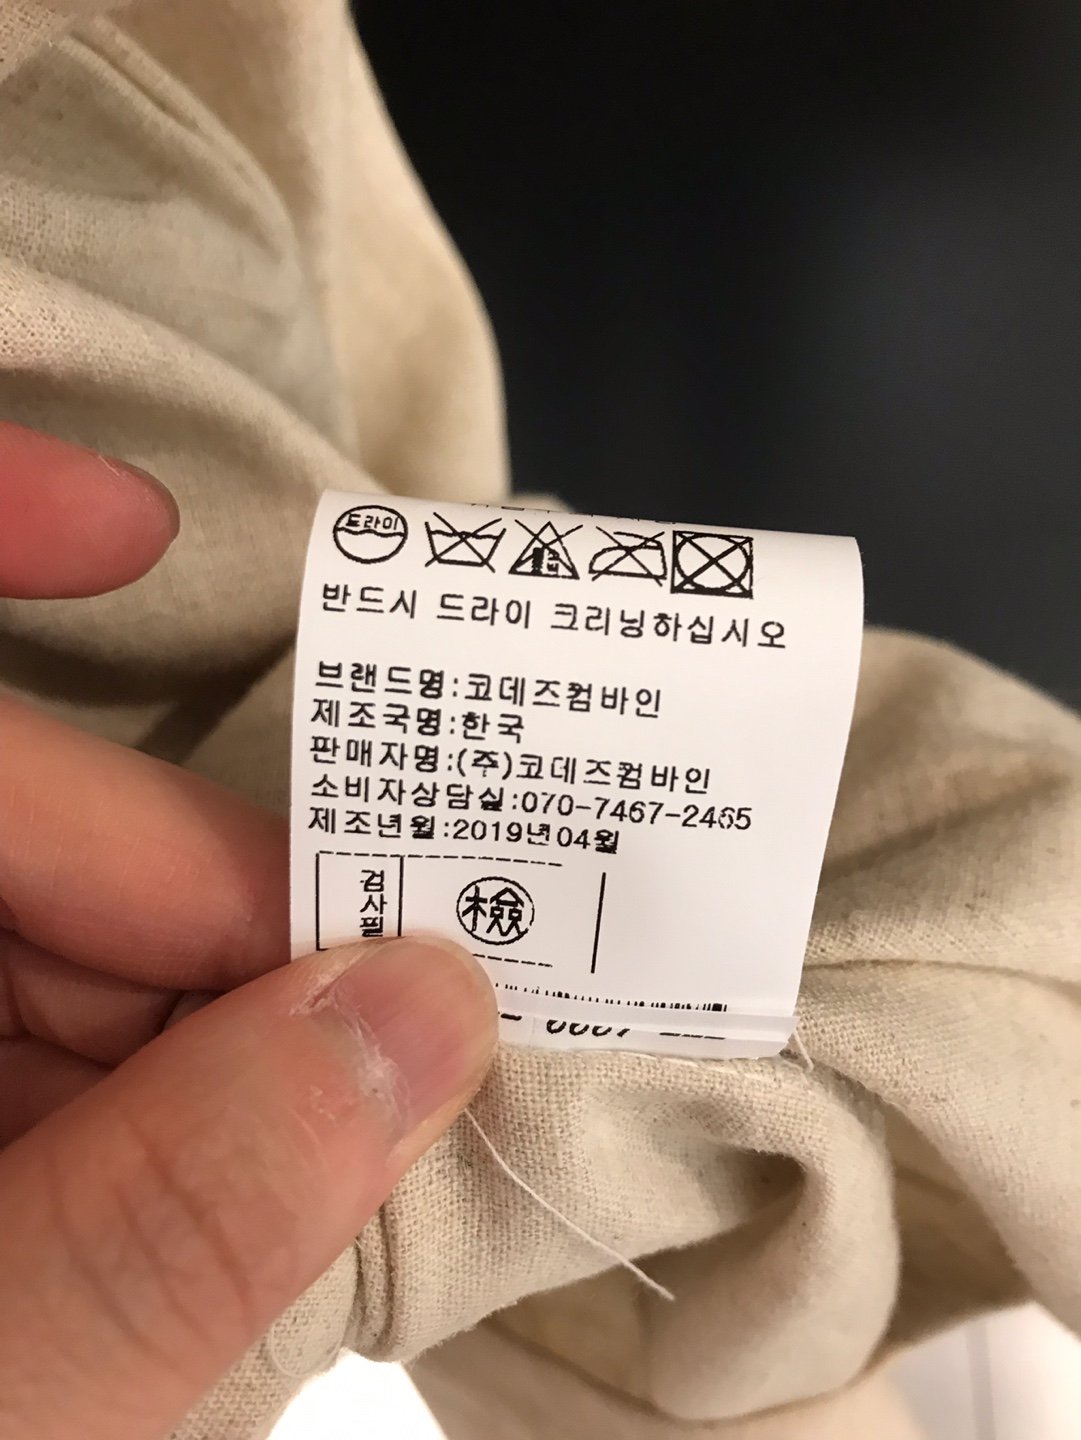 드라이
반드시 드라이 크리닝하십시오
브랜드명:코데즈컴바인
제조국명:한국
판매자명:(주)코데즈컴바인
소비자상담실:070-7467-2465
제조년월:2019년04월
검사필
檢